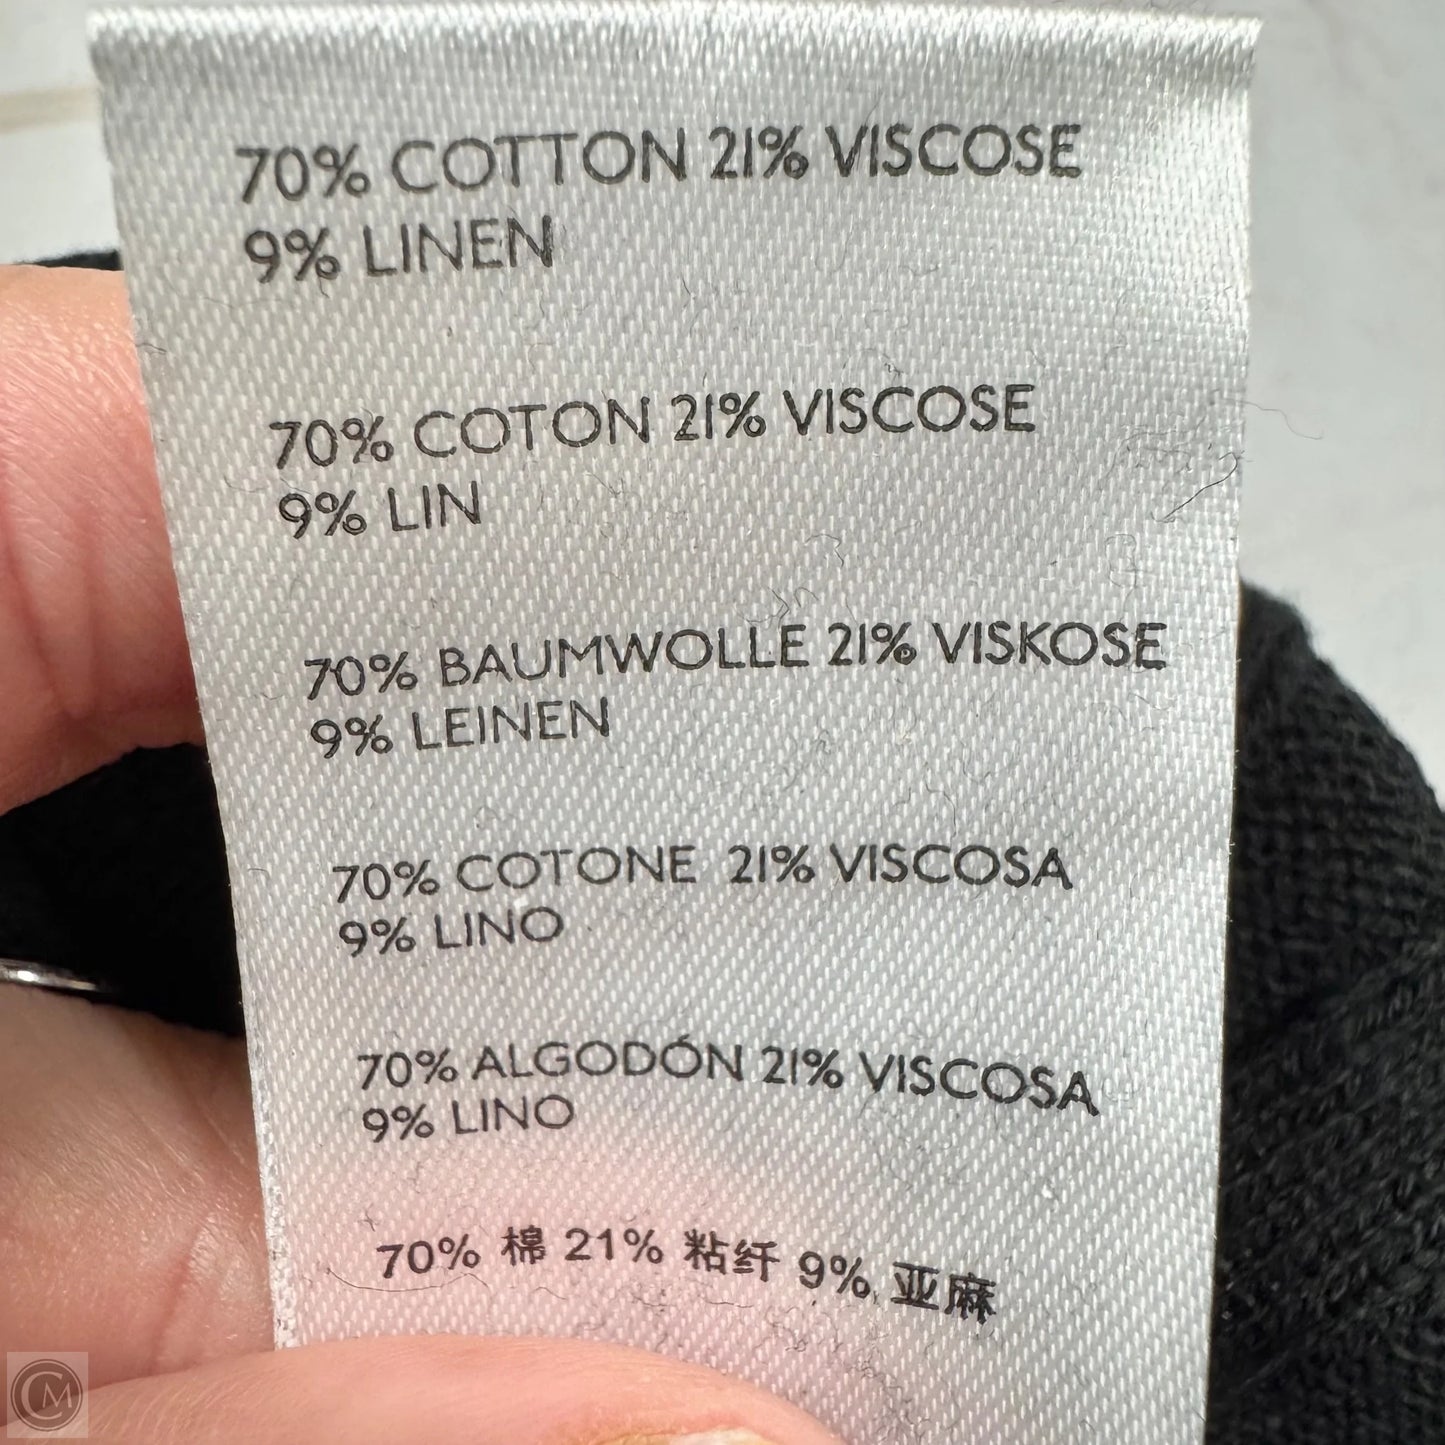 70% COTTON 21% VISCOSE
9% LINEN
70% COTON 21% VISCOSE
9% LIN
70% BAUMWOLLE 21% VISKOSE
9% LEINEN
70% COTONE 21% VISCOSA
9% LINO
70% ALGODÓN 21% VISCOSA
9% LINO
70% 棉 21% 粘纤 9% 亚麻
CM